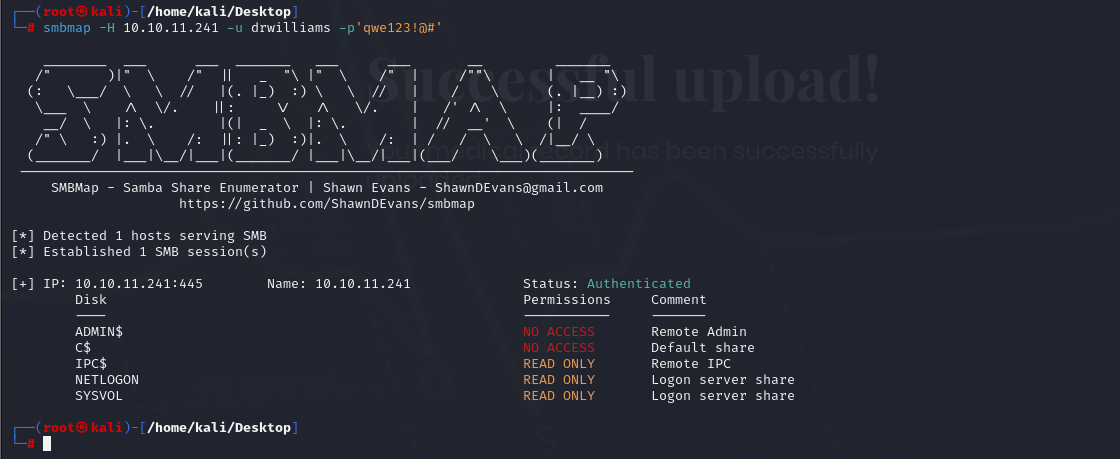 ┌──(root㉿kali)-[/home/kali/Desktop]
└─# smbmap -H 10.10.11.241 -u drwilliams -p'qwe123!@#'
Successful upload!
Your medical record has been successfully
uploaded
SMBMap - Samba Share Enumerator | Shawn Evans - ShawnDEvans@gmail.com
https://github.com/ShawnDEvans/smbmap
[*] Detected 1 hosts serving SMB
[*] Established 1 SMB session(s)
[+] IP: 10.10.11.241:445 Name: 10.10.11.241 Status: Authenticated
Disk Permissions Comment
---- ----------- -------
ADMIN$ NO ACCESS Remote Admin
C$ NO ACCESS Default share
IPC$ READ ONLY Remote IPC
NETLOGON READ ONLY Logon server share
SYSVOL READ ONLY Logon server share
┌──(root㉿kali)-[/home/kali/Desktop]
└─#